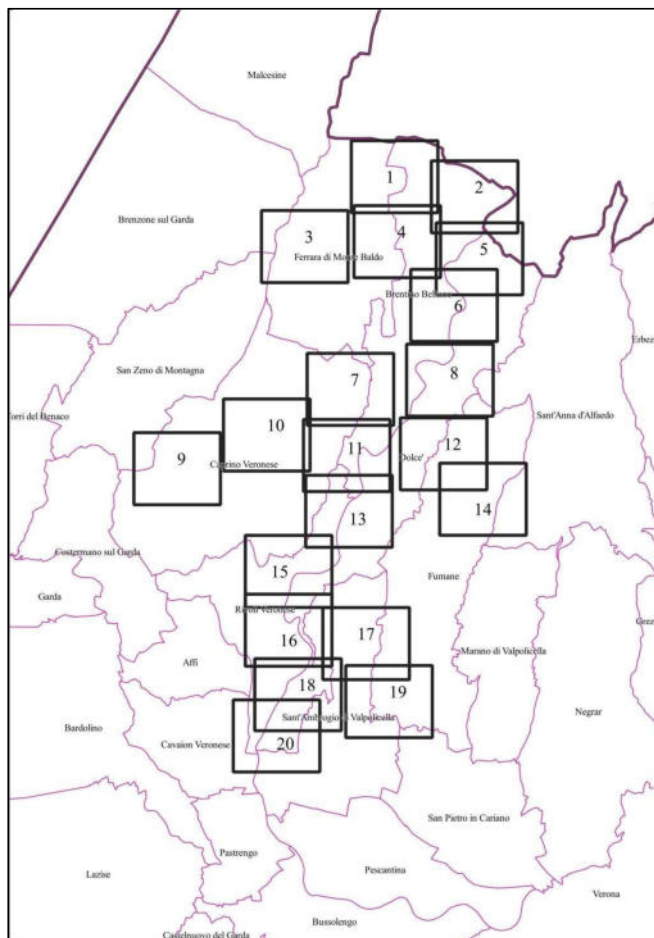 Malcesine
1
2
Brenzone sul Garda
3
4
5
Ferrara di Monte Baldo
Brentino Belluno
6
San Zeno di Montagna
7
8
Erbez
Torri del Benaco
10
Sant'Anna d'Alfaedo
9
11
12
Caprino Veronese
Dolce'
13
14
Costermano sul Garda
15
Fumane
Garda
Rivoli Veronese
16
17
Marano di Valpolicella
Grez
Affi
18
19
Negrar
Sant'Ambrogio di Valpolicella
Bardolino
Cavaion Veronese
20
San Pietro in Cariano
Pastrengo
Lazise
Pescantina
Verona
Bussolengo
Castelnuovo del Garda